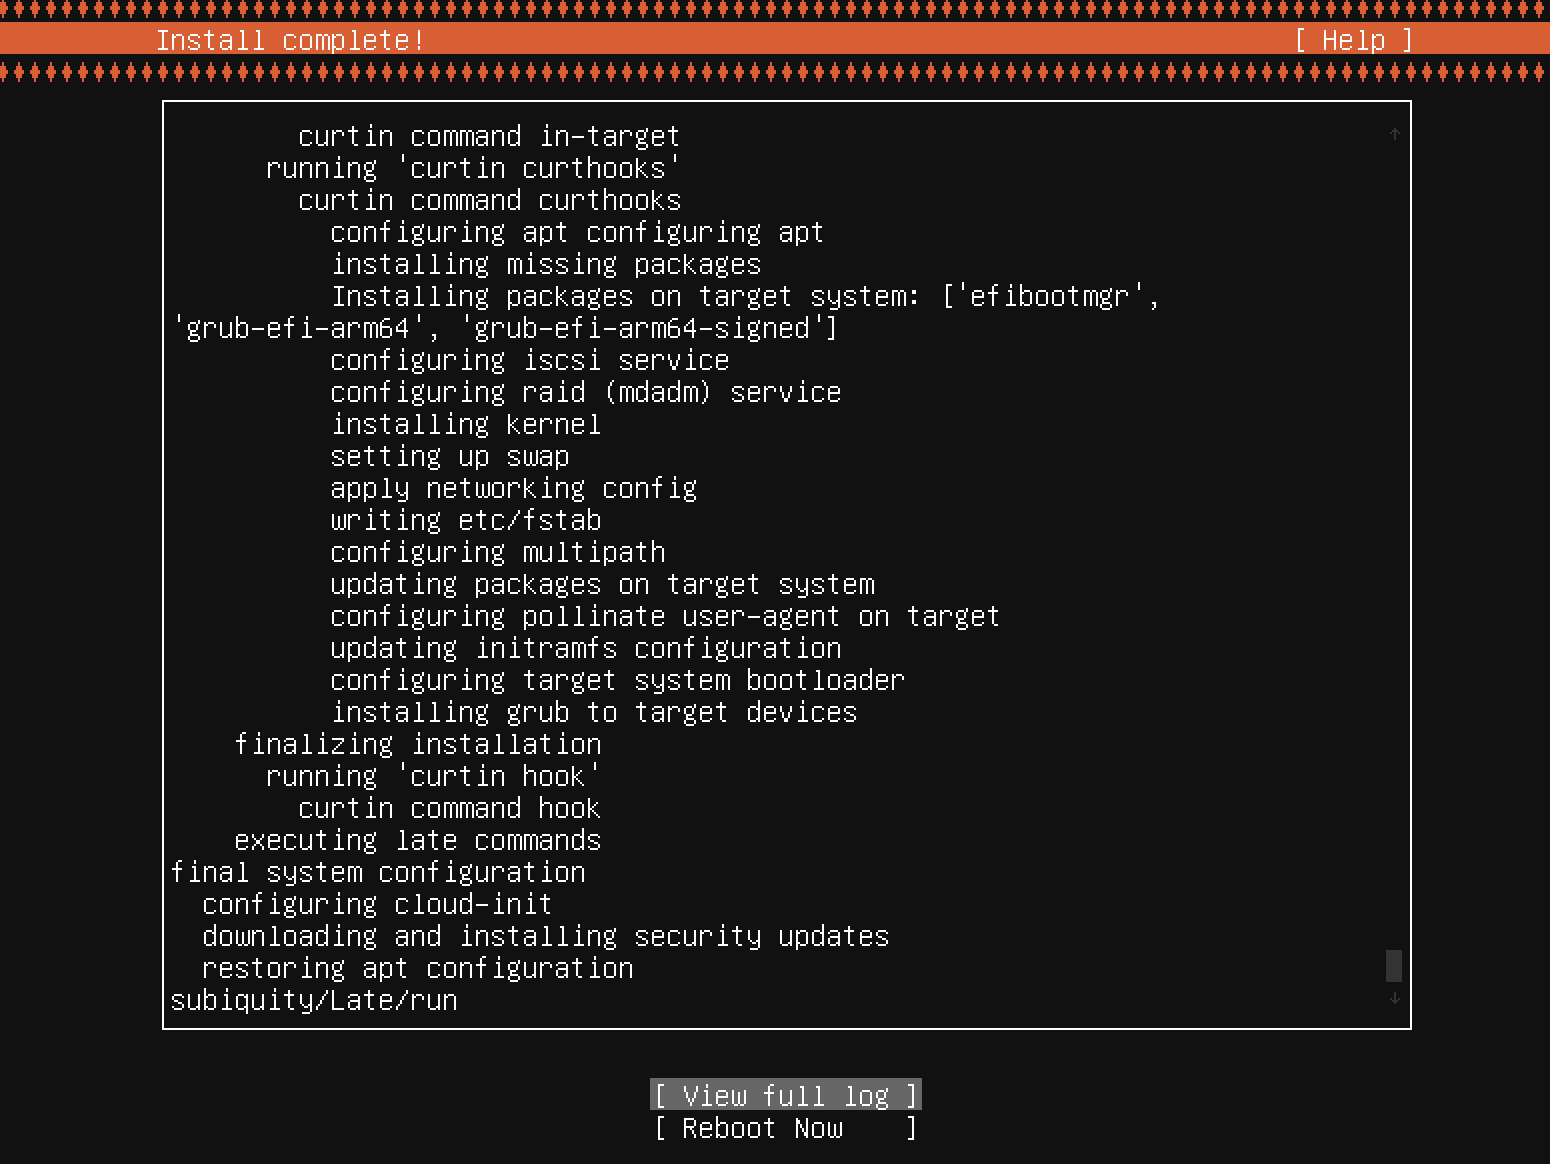 Install complete!
[ Help ]
curtin command in-target
running 'curtin curthooks'
curtin command curthooks
configuring apt configuring apt
installing missing packages
Installing packages on target system: ['efibootmgr',
'grub-efi-arm64', 'grub-efi-arm64-signed']
configuring iscsi service
configuring raid (mdadm) service
installing kernel
setting up swap
apply networking config
writing etc/fstab
configuring multipath
updating packages on target system
configuring pollinate user-agent on target
updating initramfs configuration
configuring target system bootloader
installing grub to target devices
finalizing installation
running 'curtin hook'
curtin command hook
executing late commands
final system configuration
configuring cloud-init
downloading and installing security updates
restoring apt configuration
subiquity/Late/run
[ View full log ]
[ Reboot Now ]